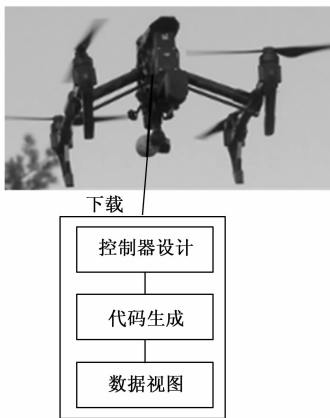 下载
控制器设计
代码生成
数据视图